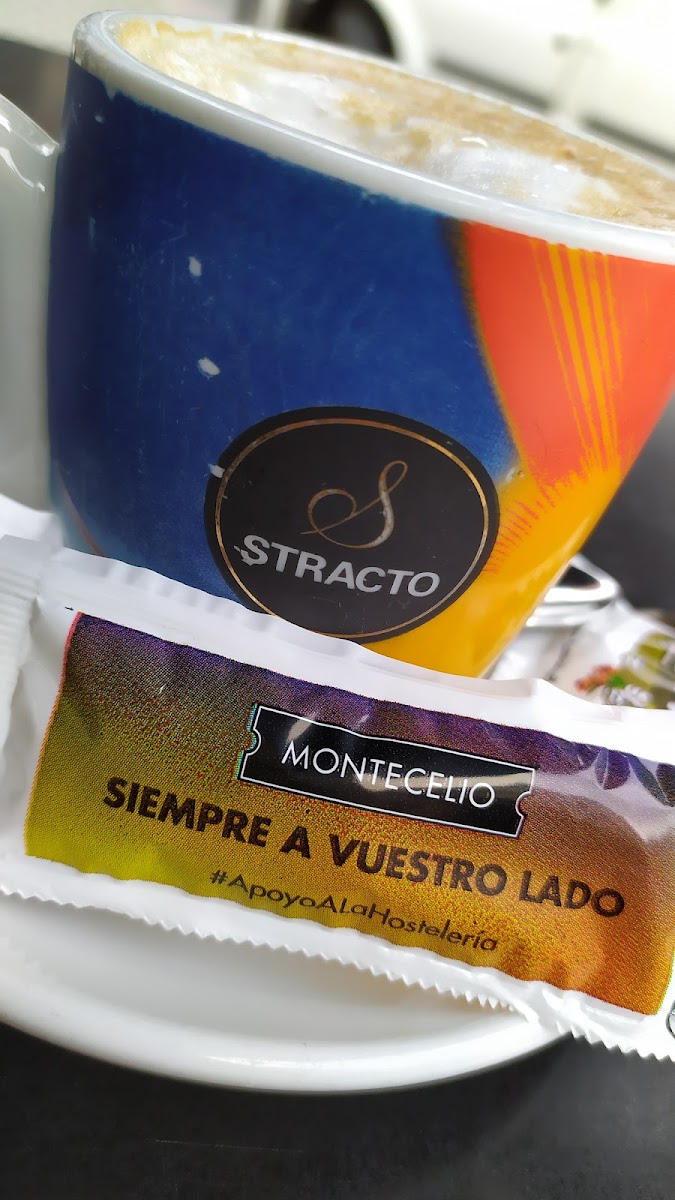 S
STRACTO
MONTECELIO
SIEMPRE A VUESTRO LADO
#ApoyoALaHostelería